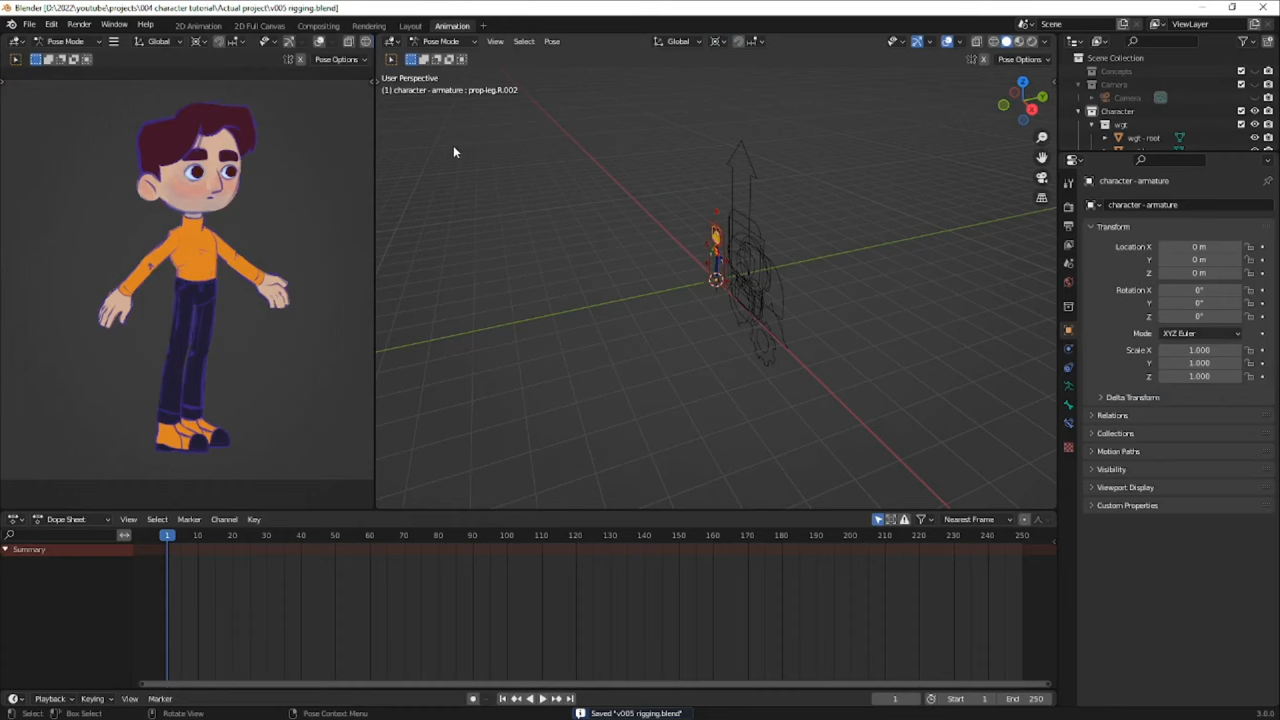 Blender [D:\2022\youtube\projects\004 character tutorial\Actual project\v005 rigging.blend]
File Edit Render Window Help 2D Animation 2D Full Canvas Compositing Rendering Layout Animation + Scene ViewLayer
Pose Mode Global Pose Mode View Select Pose Global
Pose Options Pose Options Scene Collection
User Perspective
(1) character - armature : prop-leg.R.002
Concepts
Camera
Camera
Character
wgt
wgt - root
character - armature
character - armature
Transform
Location X 0 m
Y 0 m
Z 0 m
Rotation X 0°
Y 0°
Z 0°
Mode XYZ Euler
Scale X 1.000
Y 1.000
Z 1.000
Delta Transform
Relations
Collections
Motion Paths
Visibility
Viewport Display
Custom Properties
Dope Sheet View Select Marker Channel Key Nearest Frame
1 10 20 30 40 50 60 70 80 90 100 110 120 130 140 150 160 170 180 190 200 210 220 230 240 250
Summary
Playback Keying View Marker 1 Start 1 End 250
Select Box Select Rotate View Pose Context Menu Saved "v005 rigging.blend" 3.0.0